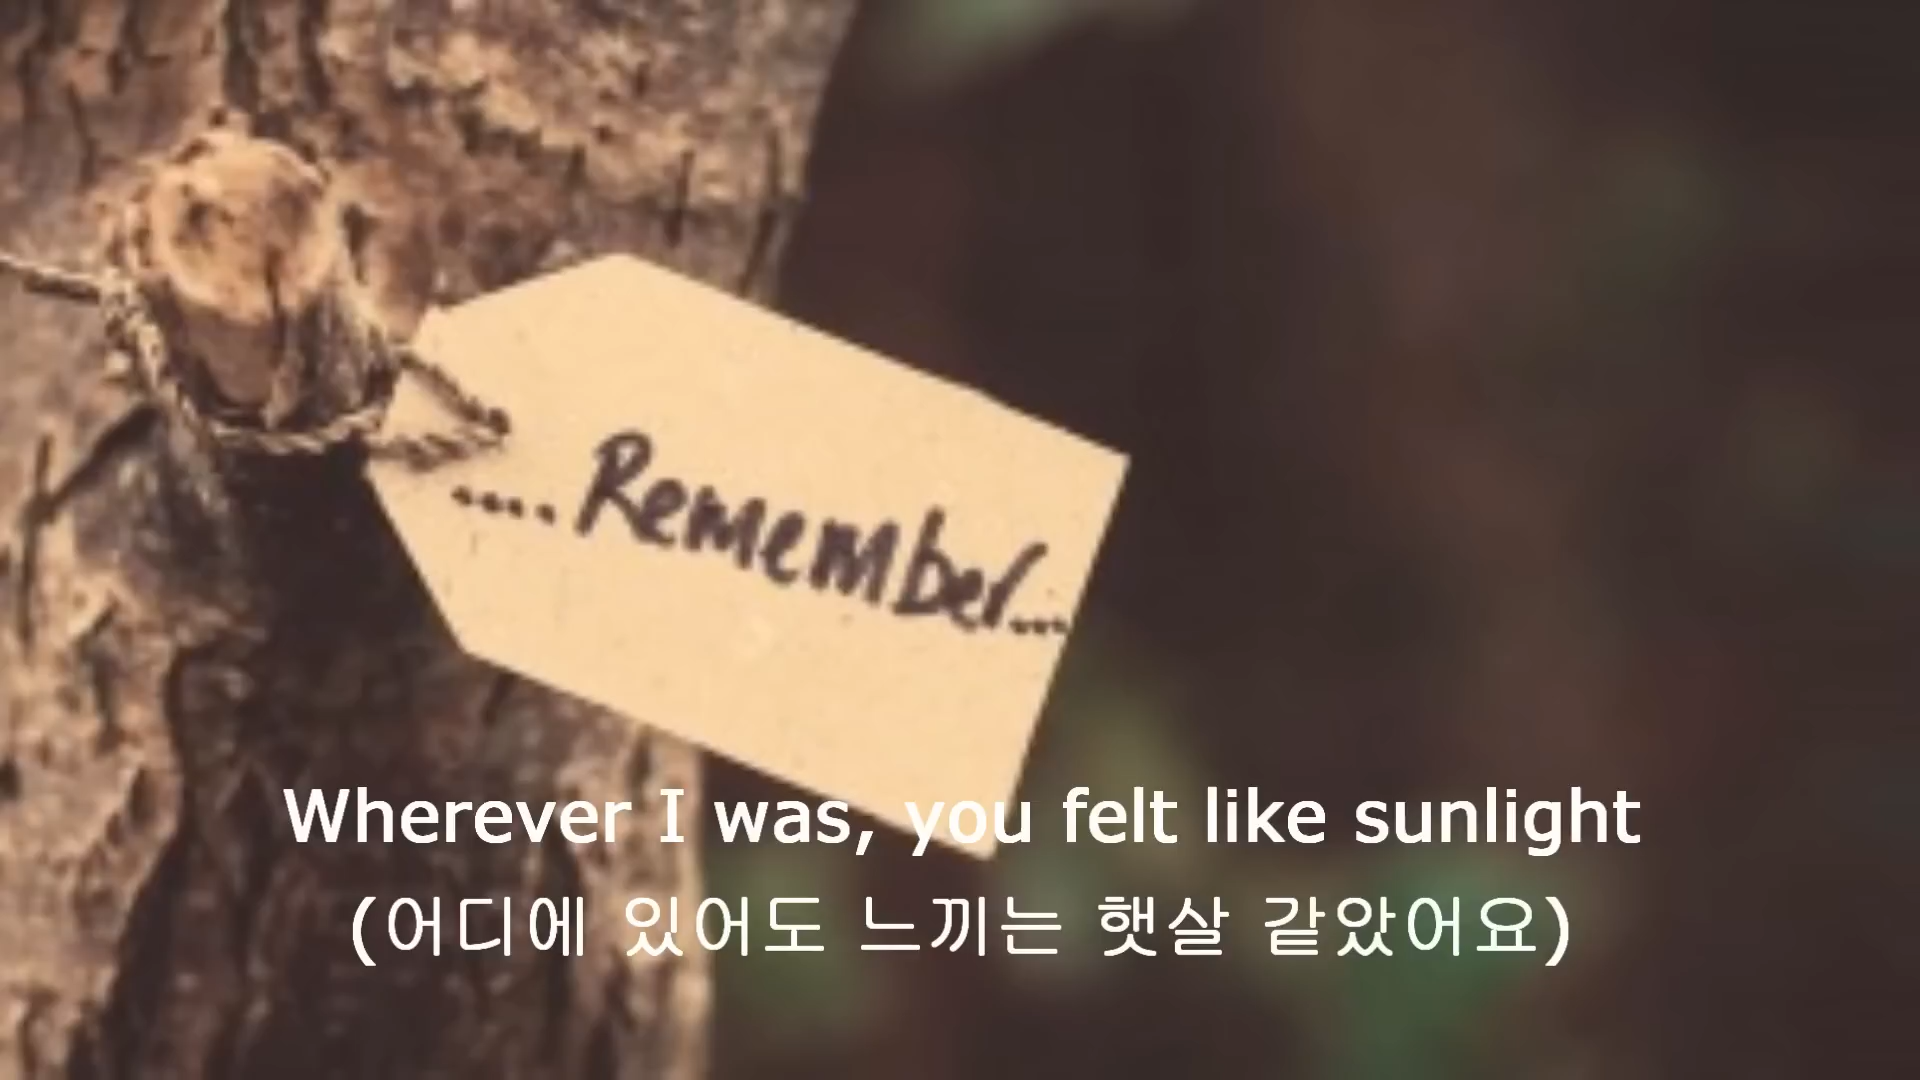 ....Remember...
Wherever I was, you felt like sunlight
(어디에 있어도 느끼는 햇살 같았어요)